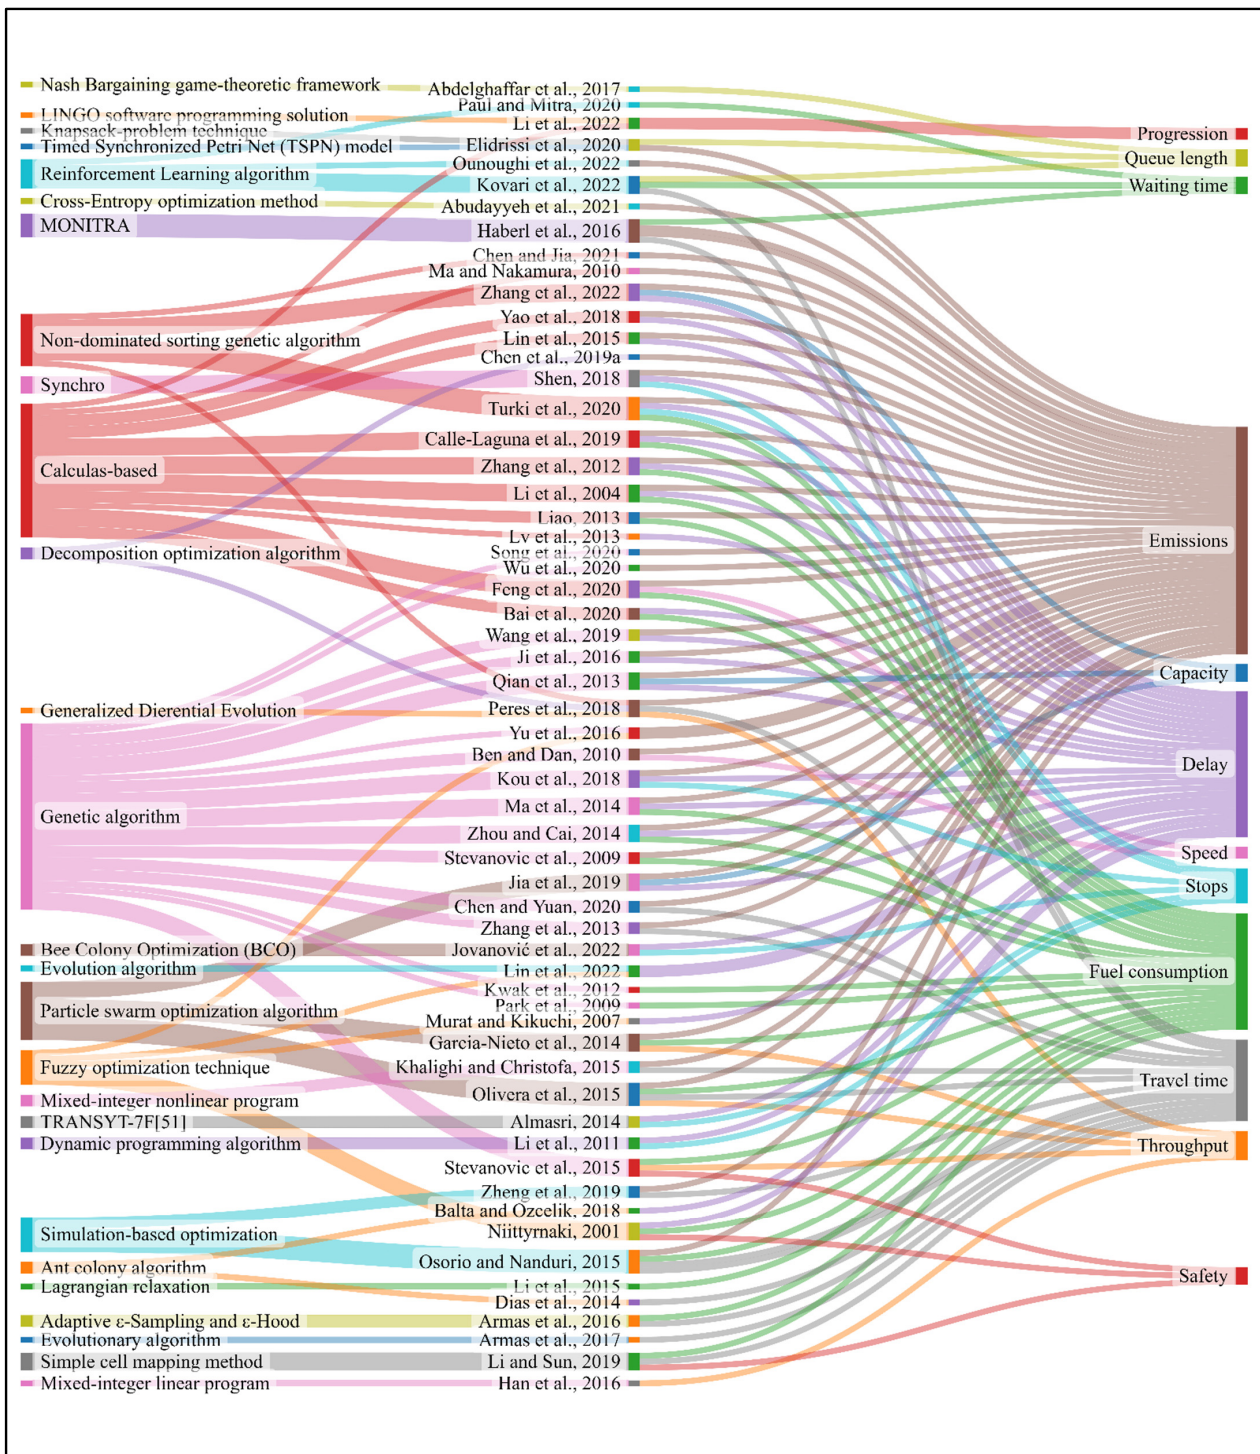 Nash Bargaining game-theoretic framework
LINGO software programming solution
Knapsack-problem technique
Timed Synchronized Petri Net (TSPN) model
Reinforcement Learning algorithm
Cross-Entropy optimization method
MONITRA
Non-dominated sorting genetic algorithm
Synchro
Calculas-based
Decomposition optimization algorithm
Generalized Dierential Evolution
Genetic algorithm
Bee Colony Optimization (BCO)
Evolution algorithm
Particle swarm optimization algorithm
Fuzzy optimization technique
Mixed-integer nonlinear program
TRANSYT-7F[51]
Dynamic programming algorithm
Simulation-based optimization
Ant colony algorithm
Lagrangian relaxation
Adaptive ε-Sampling and ε-Hood
Evolutionary algorithm
Simple cell mapping method
Mixed-integer linear program
Abdelghaffar et al., 2017
Paul and Mitra, 2020
Li et al., 2022
Elidrissi et al., 2020
Ounoughi et al., 2022
Kovari et al., 2022
Abudayyeh et al., 2021
Haberl et al., 2016
Chen and Jia, 2021
Ma and Nakamura, 2010
Zhang et al., 2022
Yao et al., 2018
Lin et al., 2015
Chen et al., 2019a
Shen, 2018
Turki et al., 2020
Calle-Laguna et al., 2019
Zhang et al., 2012
Li et al., 2004
Liao, 2013
Lv et al., 2013
Song et al., 2020
Wu et al., 2020
Feng et al., 2020
Bai et al., 2020
Wang et al., 2019
Ji et al., 2016
Qian et al., 2013
Peres et al., 2018
Yu et al., 2016
Ben and Dan, 2010
Kou et al., 2018
Ma et al., 2014
Zhou and Cai, 2014
Stevanovic et al., 2009
Jia et al., 2019
Chen and Yuan, 2020
Zhang et al., 2013
Jovanović et al., 2022
Lin et al., 2022
Kwak et al., 2012
Park et al., 2009
Murat and Kikuchi, 2007
Garcia-Nieto et al., 2014
Khalighi and Christofa, 2015
Olivera et al., 2015
Almasri, 2014
Li et al., 2011
Stevanovic et al., 2015
Zheng et al., 2019
Balta and Ozcelik, 2018
Niittyrnaki, 2001
Osorio and Nanduri, 2015
Li et al., 2015
Dias et al., 2014
Armas et al., 2016
Armas et al., 2017
Li and Sun, 2019
Han et al., 2016
Progression
Queue length
Waiting time
Emissions
Capacity
Delay
Speed
Stops
Fuel consumption
Travel time
Throughput
Safety